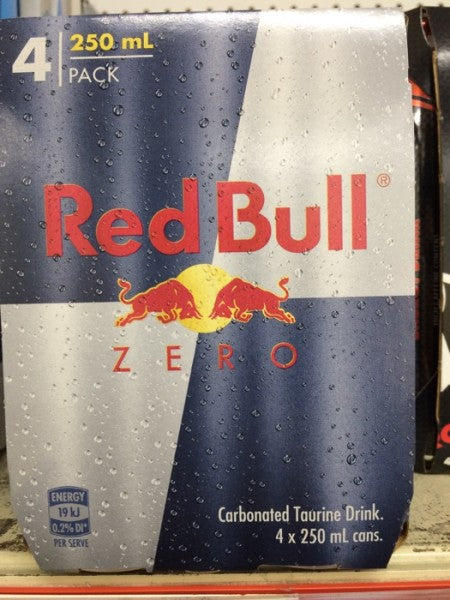 4
250 mL
PACK
Red Bull®
ZERO
ENERGY
19 kJ
0.2% DI*
PER SERVE
Carbonated Taurine Drink.
4 x 250 mL cans.